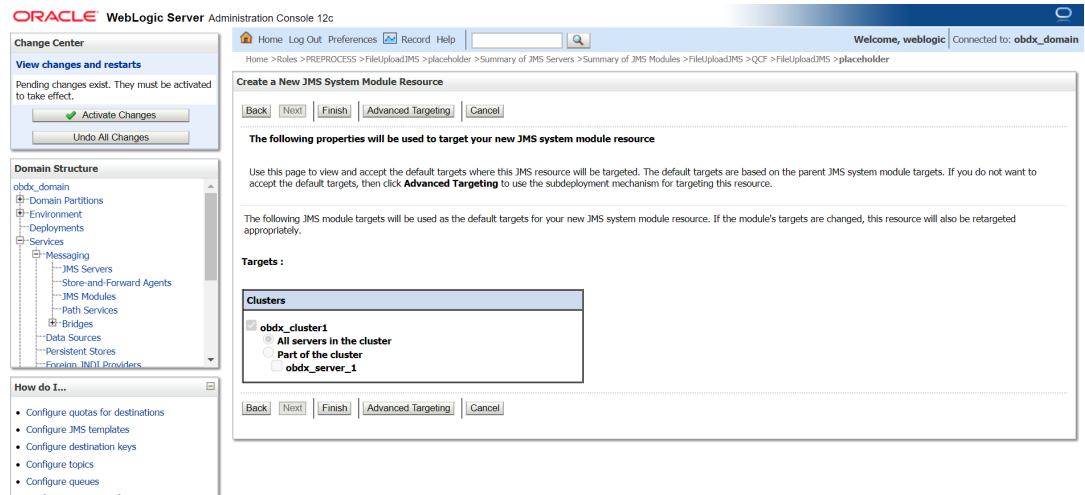 ORACLE WebLogic Server Administration Console 12c
Change Center
View changes and restarts
Pending changes exist. They must be activated
to take effect.
Activate Changes
Undo All Changes
Domain Structure
obdx_domain
Domain Partitions
Environment
Deployments
Services
Messaging
JMS Servers
Store-and-Forward Agents
JMS Modules
Path Services
Bridges
Data Sources
Persistent Stores
Foreign JNDI Providers
How do I...
Configure quotas for destinations
Configure JMS templates
Configure destination keys
Configure topics
Configure queues
Home Log Out Preferences Record Help
Welcome, weblogic Connected to: obdx_domain
Home >Roles >PREPROCESS >FileUploadJMS >placeholder >Summary of JMS Servers >Summary of JMS Modules >FileUploadJMS >QCF >FileUploadJMS >placeholder
Create a New JMS System Module Resource
Back Next Finish Advanced Targeting Cancel
The following properties will be used to target your new JMS system module resource
Use this page to view and accept the default targets where this JMS resource will be targeted. The default targets are based on the parent JMS system module targets. If you do not want to
accept the default targets, then click Advanced Targeting to use the subdeployment mechanism for targeting this resource.
The following JMS module targets will be used as the default targets for your new JMS system module resource. If the module's targets are changed, this resource will also be retargeted
appropriately.
Targets :
Clusters
obdx_cluster1
All servers in the cluster
Part of the cluster
obdx_server_1
Back Next Finish Advanced Targeting Cancel